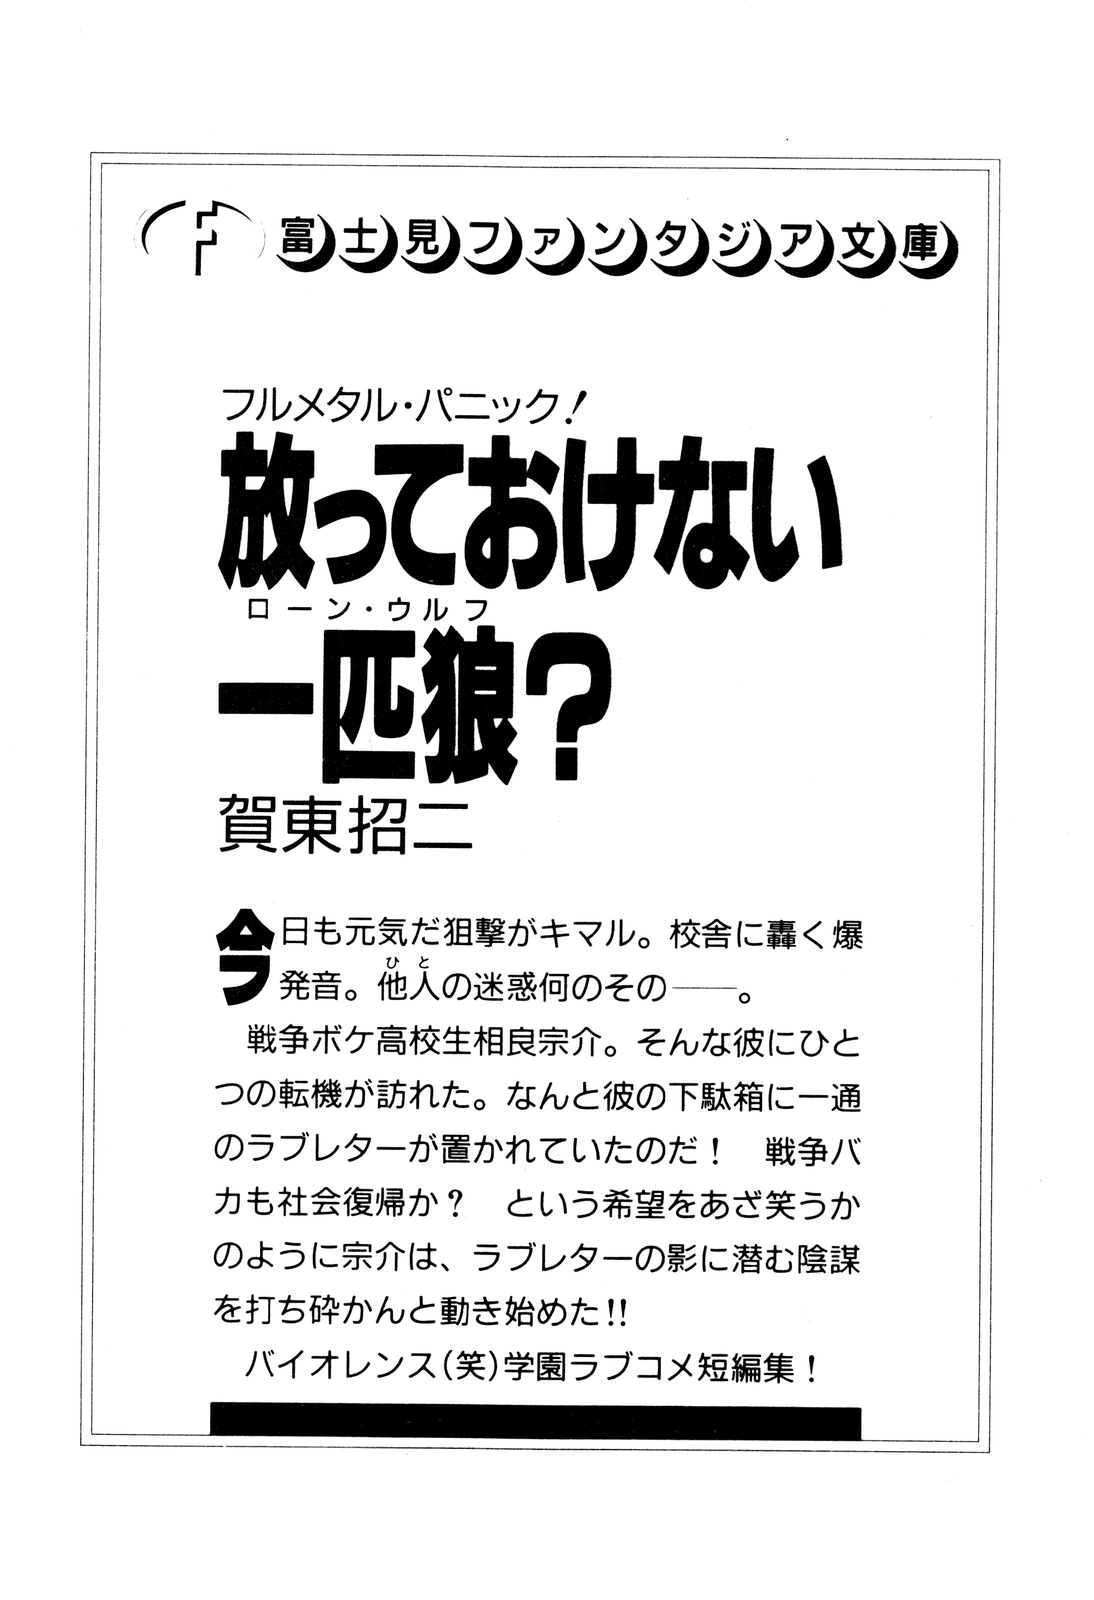 富士見ファンタジア文庫
フルメタル・パニック!
放っておけない
ローン・ウルフ
一匹狼?
賀東招二
今日も元気だ狙撃がキマル。校舎に轟く爆
ひと
発音。他人の迷惑何のその――。
戦争ボケ高校生相良宗介。そんな彼にひと
つの転機が訪れた。なんと彼の下駄箱に一通
のラブレターが置かれていたのだ! 戦争バ
カも社会復帰か? という希望をあざ笑うか
のように宗介は、ラブレターの影に潜む陰謀
を打ち砕かんと動き始めた!!
バイオレンス(笑)学園ラブコメ短編集!